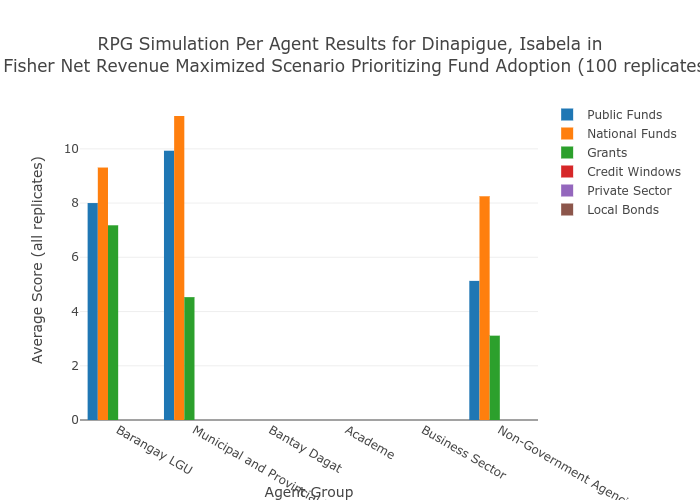 RPG Simulation Per Agent Results for Dinapigue, Isabela in
Fisher Net Revenue Maximized Scenario Prioritizing Fund Adoption (100 replicates
Public Funds
National Funds
Grants
Credit Windows
Private Sector
Local Bonds
Average Score (all replicates)
10
8
6
4
2
0
Barangay LGU
Municipal and Provincial
Bantay Dagat
Academe
Business Sector
Non-Government Agenci
Agent Group